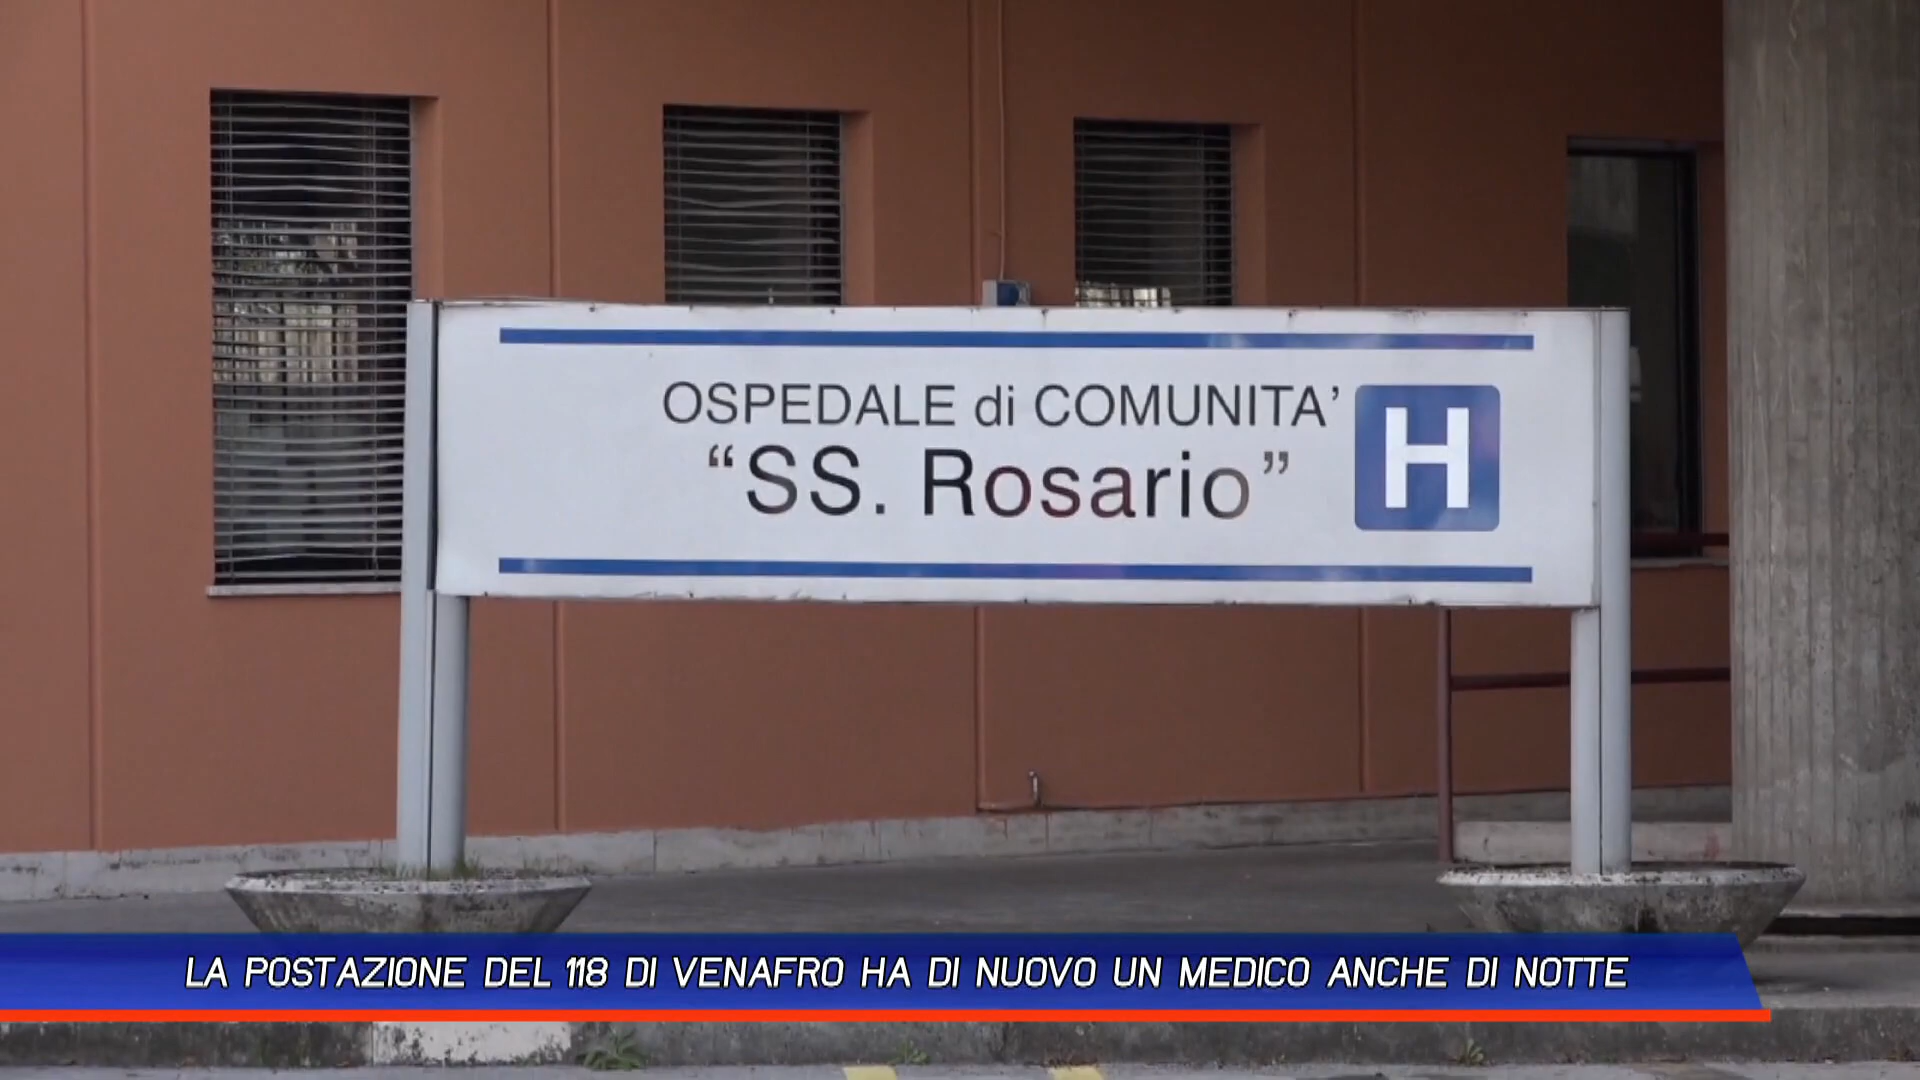 OSPEDALE di COMUNITA'
“SS. Rosario”
H
LA POSTAZIONE DEL 118 DI VENAFRO HA DI NUOVO UN MEDICO ANCHE DI NOTTE